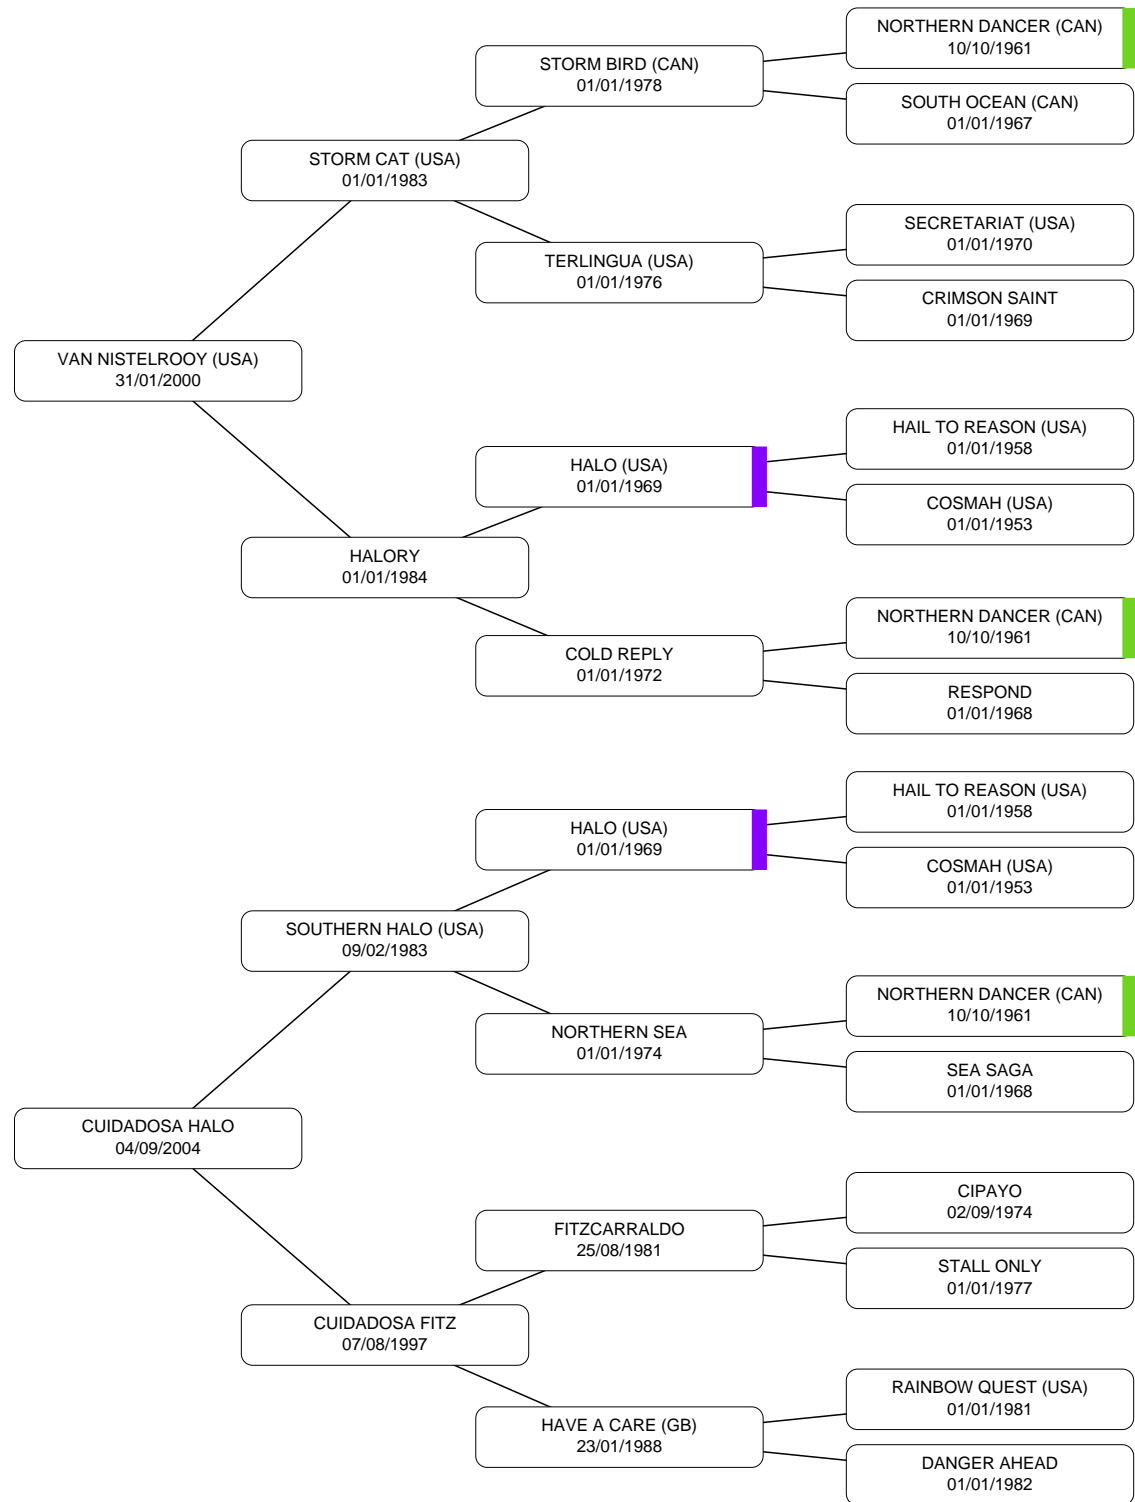 NORTHERN DANCER (CAN)
10/10/1961
STORM BIRD (CAN)
01/01/1978
SOUTH OCEAN (CAN)
01/01/1967
STORM CAT (USA)
01/01/1983
SECRETARIAT (USA)
01/01/1970
TERLINGUA (USA)
01/01/1976
CRIMSON SAINT
01/01/1969
VAN NISTELROOY (USA)
31/01/2000
HAIL TO REASON (USA)
01/01/1958
HALO (USA)
01/01/1969
COSMAH (USA)
01/01/1953
HALORY
01/01/1984
NORTHERN DANCER (CAN)
10/10/1961
COLD REPLY
01/01/1972
RESPOND
01/01/1968
HAIL TO REASON (USA)
01/01/1958
HALO (USA)
01/01/1969
COSMAH (USA)
01/01/1953
SOUTHERN HALO (USA)
09/02/1983
NORTHERN DANCER (CAN)
10/10/1961
NORTHERN SEA
01/01/1974
SEA SAGA
01/01/1968
CUIDADOSA HALO
04/09/2004
CIPAYO
02/09/1974
FITZCARRALDO
25/08/1981
STALL ONLY
01/01/1977
CUIDADOSA FITZ
07/08/1997
RAINBOW QUEST (USA)
01/01/1981
HAVE A CARE (GB)
23/01/1988
DANGER AHEAD
01/01/1982